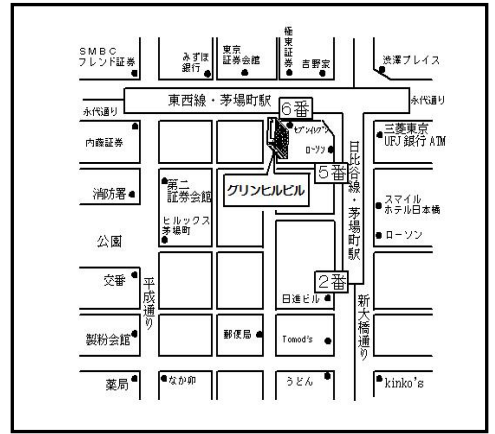 SMBC
フレンド証券
みずほ
銀行
東京
証券会館
極東証券
吉野家
渋澤プレイス
東西線・茅場町駅
永代通り
永代通り
6番
内藤証券
セブンイレブン
ローソン
三菱東京
UFJ銀行ATM
日比谷線・茅場町駅
5番
グリンヒルビル
消防署
第二
証券会館
ヒルックス
茅場町
スマイル
ホテル日本橋
ローソン
公園
交番
平成通り
2番
日進ビル
新大橋通り
製粉会館
郵便局
Tomod's
薬局
なか卯
うどん
kinko's